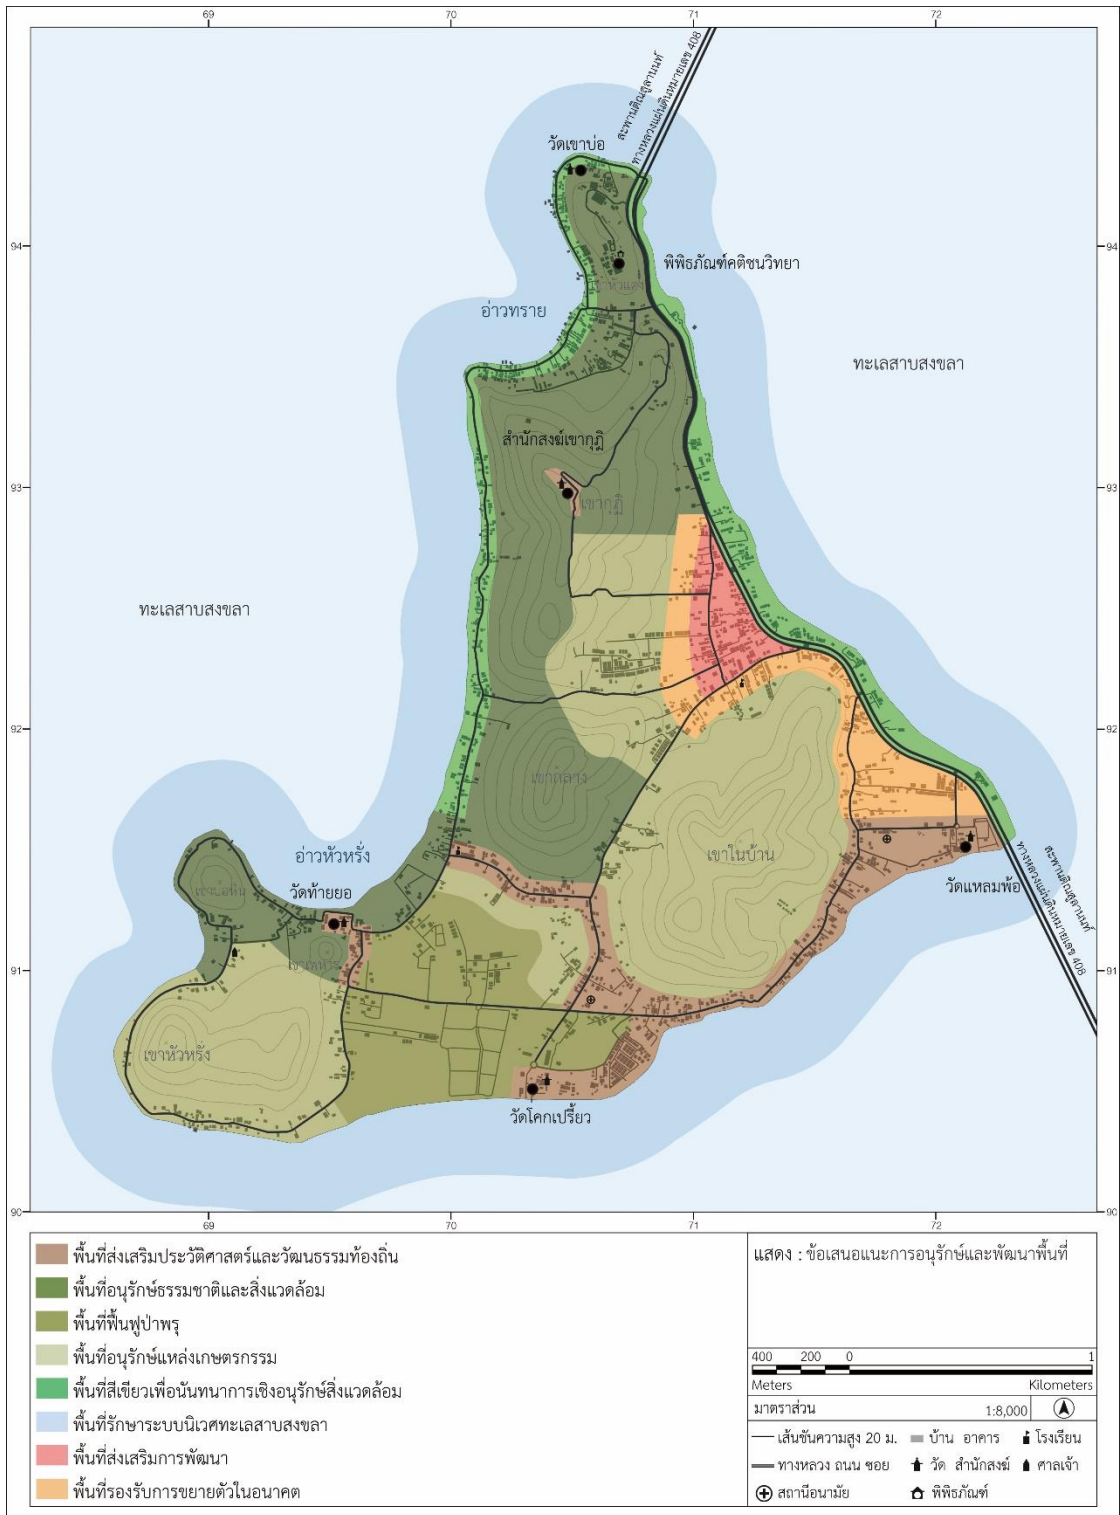 69 70 71 72
สะพานติณสูลานนท์
ทางหลวงแผ่นดินหมายเลข 408
วัดเขาบ่อ
94 94
พิพิธภัณฑ์คติชนวิทยา
เขาหัวแดง
อ่าวทราย
ทะเลสาบสงขลา
สำนักสงฆ์เขากุฏิ
93 93
เขากุฏิ
ทะเลสาบสงขลา
92 92
เขากลาง
อ่าวหัวหรั่ง
เขาในบ้าน
วัดท้ายยอ
วัดแหลมพ้อ
สะพานติณสูลานนท์
ทางหลวงแผ่นดินหมายเลข 408
91 91
เขาหัวหรั่ง
วัดโคกเปรี้ยว
90 90
69 70 71 72
พื้นที่ส่งเสริมประวัติศาสตร์และวัฒนธรรมท้องถิ่น
พื้นที่อนุรักษ์ธรรมชาติและสิ่งแวดล้อม
พื้นที่ฟื้นฟูป่าพรุ
พื้นที่อนุรักษ์แหล่งเกษตรกรรม
พื้นที่สีเขียวเพื่อนันทนาการเชิงอนุรักษ์สิ่งแวดล้อม
พื้นที่รักษาระบบนิเวศทะเลสาบสงขลา
พื้นที่ส่งเสริมการพัฒนา
พื้นที่รองรับการขยายตัวในอนาคต
แสดง : ข้อเสนอแนะการอนุรักษ์และพัฒนาพื้นที่
400 200 0 1
Meters Kilometers
มาตราส่วน 1:8,000
เส้นชันความสูง 20 ม. บ้าน อาคาร โรงเรียน
ทางหลวง ถนน ซอย วัด สำนักสงฆ์ ศาลเจ้า
สถานีอนามัย พิพิธภัณฑ์